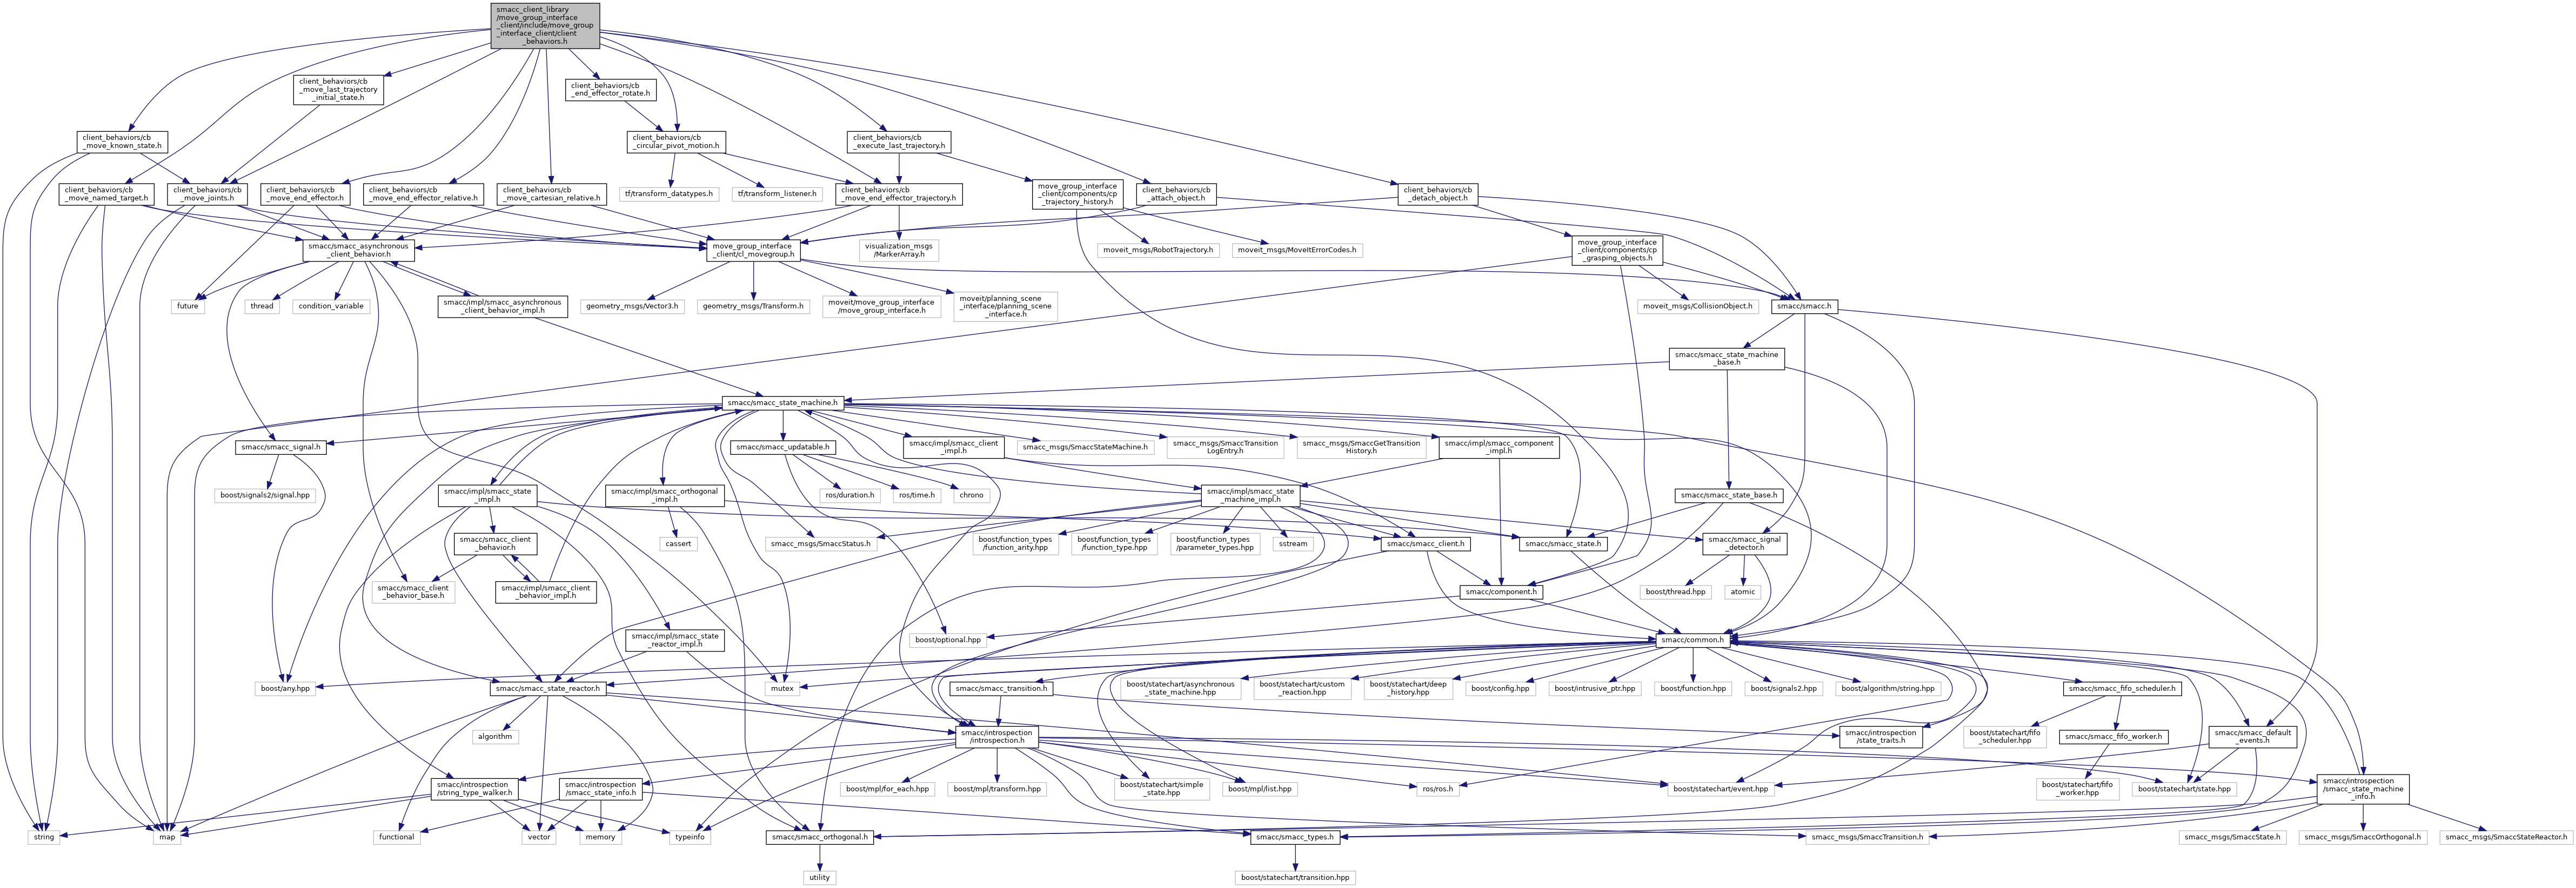 smacc_client_library
/move_group_interface
_client/include/move_group
_interface_client/client
_behaviors.h
client_behaviors/cb
_move_last_trajectory
_initial_state.h
client_behaviors/cb
_end_effector_rotate.h
client_behaviors/cb
_move_known_state.h
client_behaviors/cb
_circular_pivot_motion.h
client_behaviors/cb
_execute_last_trajectory.h
client_behaviors/cb
_move_named_target.h
client_behaviors/cb
_move_joints.h
client_behaviors/cb
_move_end_effector.h
client_behaviors/cb
_move_end_effector_relative.h
client_behaviors/cb
_move_cartesian_relative.h
tf/transform_datatypes.h
tf/transform_listener.h
client_behaviors/cb
_move_end_effector_trajectory.h
move_group_interface
_client/components/cp
_trajectory_history.h
client_behaviors/cb
_attach_object.h
client_behaviors/cb
_detach_object.h
smacc/smacc_asynchronous
_client_behavior.h
move_group_interface
_client/cl_movegroup.h
visualization_msgs
/MarkerArray.h
moveit_msgs/RobotTrajectory.h
moveit_msgs/MoveItErrorCodes.h
move_group_interface
_client/components/cp
_grasping_objects.h
future
thread
condition_variable
smacc/impl/smacc_asynchronous
_client_behavior_impl.h
geometry_msgs/Vector3.h
geometry_msgs/Transform.h
moveit/move_group_interface
/move_group_interface.h
moveit/planning_scene
_interface/planning_scene
_interface.h
moveit_msgs/CollisionObject.h
smacc/smacc.h
smacc/smacc_state_machine
_base.h
smacc/smacc_state_machine.h
smacc/smacc_signal.h
smacc/smacc_updatable.h
smacc/impl/smacc_client
_impl.h
smacc_msgs/SmaccStateMachine.h
smacc_msgs/SmaccTransition
LogEntry.h
smacc_msgs/SmaccGetTransition
History.h
smacc/impl/smacc_component
_impl.h
boost/signals2/signal.hpp
smacc/impl/smacc_state
_impl.h
smacc/impl/smacc_orthogonal
_impl.h
ros/duration.h
ros/time.h
chrono
smacc/impl/smacc_state
_machine_impl.h
smacc/smacc_state_base.h
smacc/smacc_client
_behavior.h
cassert
smacc_msgs/SmaccStatus.h
boost/function_types
/function_arity.hpp
boost/function_types
/function_type.hpp
boost/function_types
/parameter_types.hpp
sstream
smacc/smacc_client.h
smacc/smacc_state.h
smacc/smacc_signal
_detector.h
smacc/smacc_client
_behavior_base.h
smacc/impl/smacc_client
_behavior_impl.h
smacc/component.h
boost/thread.hpp
atomic
smacc/impl/smacc_state
_reactor_impl.h
boost/optional.hpp
smacc/common.h
boost/any.hpp
smacc/smacc_state_reactor.h
mutex
smacc/smacc_transition.h
boost/statechart/asynchronous
_state_machine.hpp
boost/statechart/custom
_reaction.hpp
boost/statechart/deep
_history.hpp
boost/config.hpp
boost/intrusive_ptr.hpp
boost/function.hpp
boost/signals2.hpp
boost/algorithm/string.hpp
smacc/smacc_fifo_scheduler.h
algorithm
smacc/introspection
/introspection.h
smacc/introspection
/state_traits.h
boost/statechart/fifo
_scheduler.hpp
smacc/smacc_fifo_worker.h
smacc/smacc_default
_events.h
smacc/introspection
/string_type_walker.h
smacc/introspection
/smacc_state_info.h
boost/mpl/for_each.hpp
boost/mpl/transform.hpp
boost/statechart/simple
_state.hpp
boost/mpl/list.hpp
ros/ros.h
boost/statechart/event.hpp
boost/statechart/fifo
_worker.hpp
boost/statechart/state.hpp
smacc/introspection
/smacc_state_machine
_info.h
string
map
functional
vector
memory
typeinfo
smacc/smacc_orthogonal.h
smacc/smacc_types.h
smacc_msgs/SmaccTransition.h
smacc_msgs/SmaccState.h
smacc_msgs/SmaccOrthogonal.h
smacc_msgs/SmaccStateReactor.h
utility
boost/statechart/transition.hpp